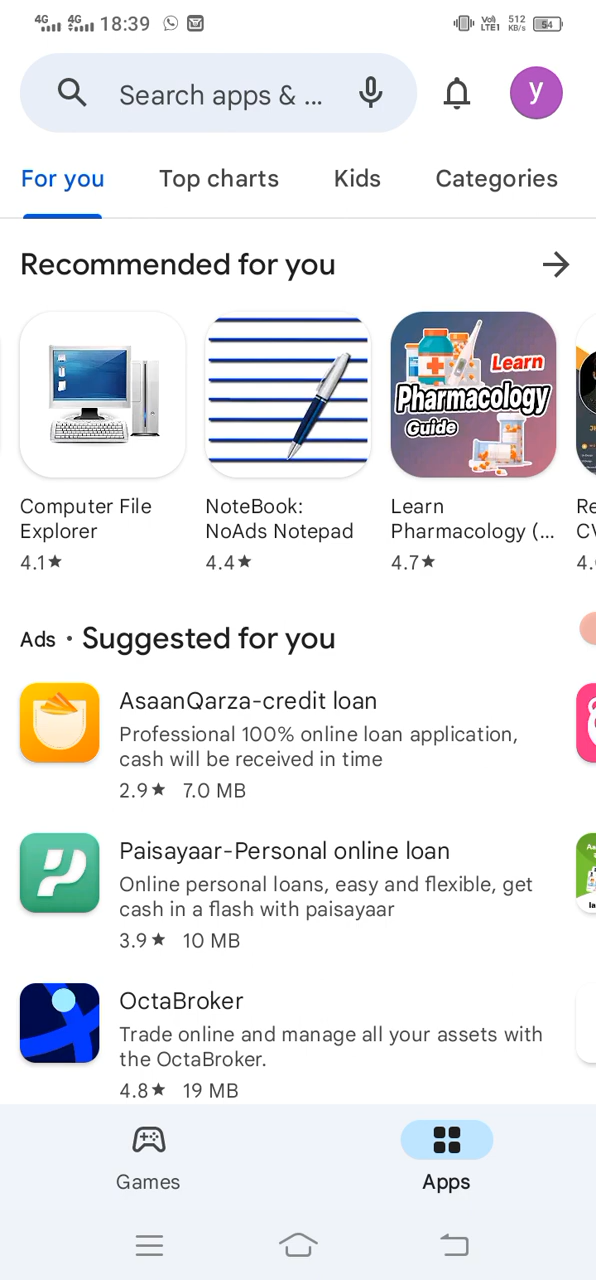 4G 4G 18:39 Vo) LTE1 512 KB/s 54
Search apps & ... y
For you Top charts Kids Categories
Recommended for you
Learn
Pharmacology
Guide
Computer File
Explorer
4.1★
NoteBook:
NoAds Notepad
4.4★
Learn
Pharmacology (...
4.7★
Re
CV
4.
Ads • Suggested for you
AsaanQarza-credit loan
Professional 100% online loan application,
cash will be received in time
2.9★ 7.0 MB
Paisayaar-Personal online loan
Online personal loans, easy and flexible, get
cash in a flash with paisayaar
3.9★ 10 MB
OctaBroker
Trade online and manage all your assets with
the OctaBroker.
4.8★ 19 MB
Games Apps